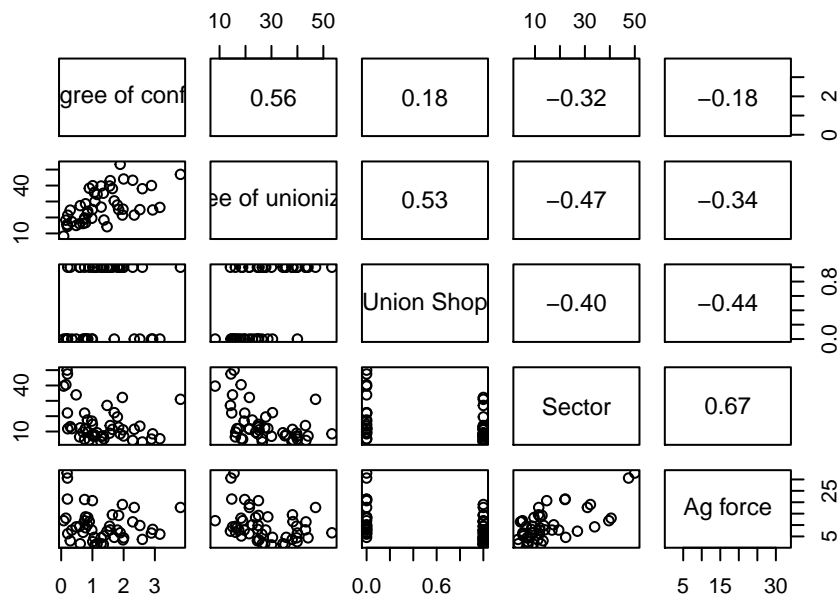 10 30 50 10 30 50
gree of conf 0.56 0.18 −0.32 −0.18 0 2
10 40 ee of unioniz 0.53 −0.47 −0.34
Union Shop −0.40 −0.44 0.0 0.8
10 40 Sector 0.67
Ag force 5 25
0 1 2 3 0.0 0.6 5 15 30